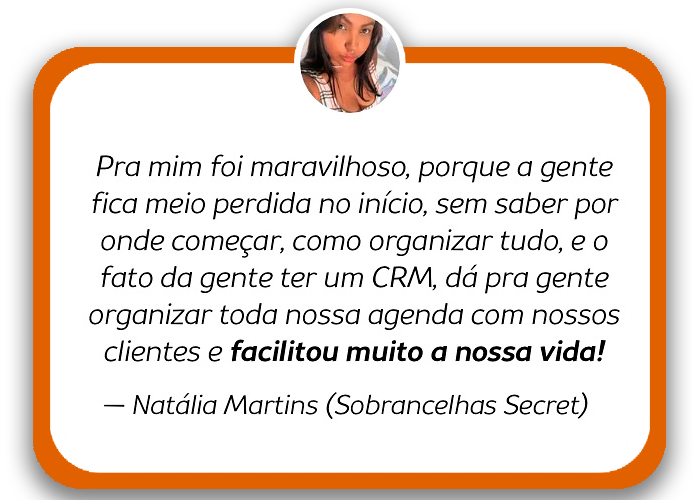 Pra mim foi maravilhoso, porque a gente
fica meio perdida no início, sem saber por
onde começar, como organizar tudo, e o
fato da gente ter um CRM, dá pra gente
organizar toda nossa agenda com nossos
clientes e facilitou muito a nossa vida!
— Natália Martins (Sobrancelhas Secret)